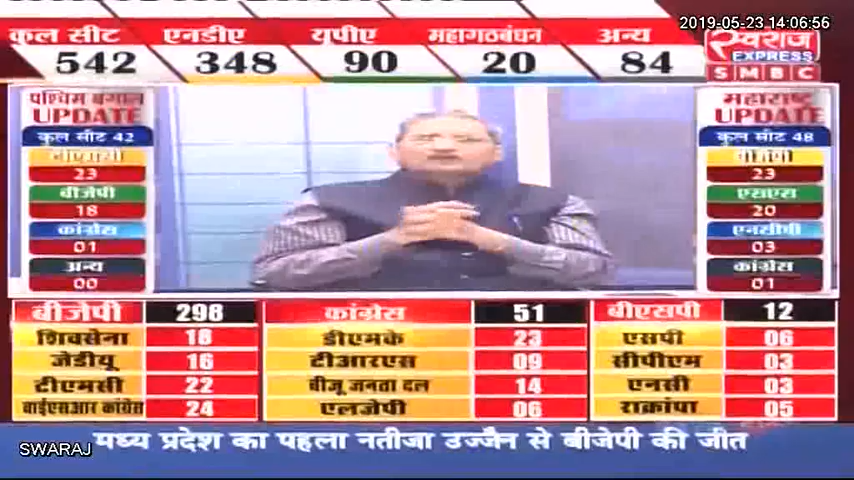 2019-05-23 14:06:56
कुल सीट एनडीए यूपीए महागठबंधन अन्य
542 348 90 20 84
स्वराज
EXPRESS
SMBC
पश्चिम बंगाल
UPDATE
कुल सीट 42
23
बीजेपी
18
कांग्रेस
01
अन्य
00
महाराष्ट्र
UPDATE
कुल सीट 48
बीजेपी
23
एसएस
20
एनसीपी
03
कांग्रेस
01
बीजेपी 298 कांग्रेस 51 बीएसपी 12
शिवसेना 18 डीएमके 23 एसपी 06
जेडीयू 16 टीआरएस 09 सीपीएम 03
टीएमसी 22 बीजू जनता दल 14 एनसी 03
वाईएसआर कांग्रेस 24 एलजेपी 06 राक्रांपा 05
मध्य प्रदेश का पहला नतीजा उज्जैन से बीजेपी की जीत
SWARAJ